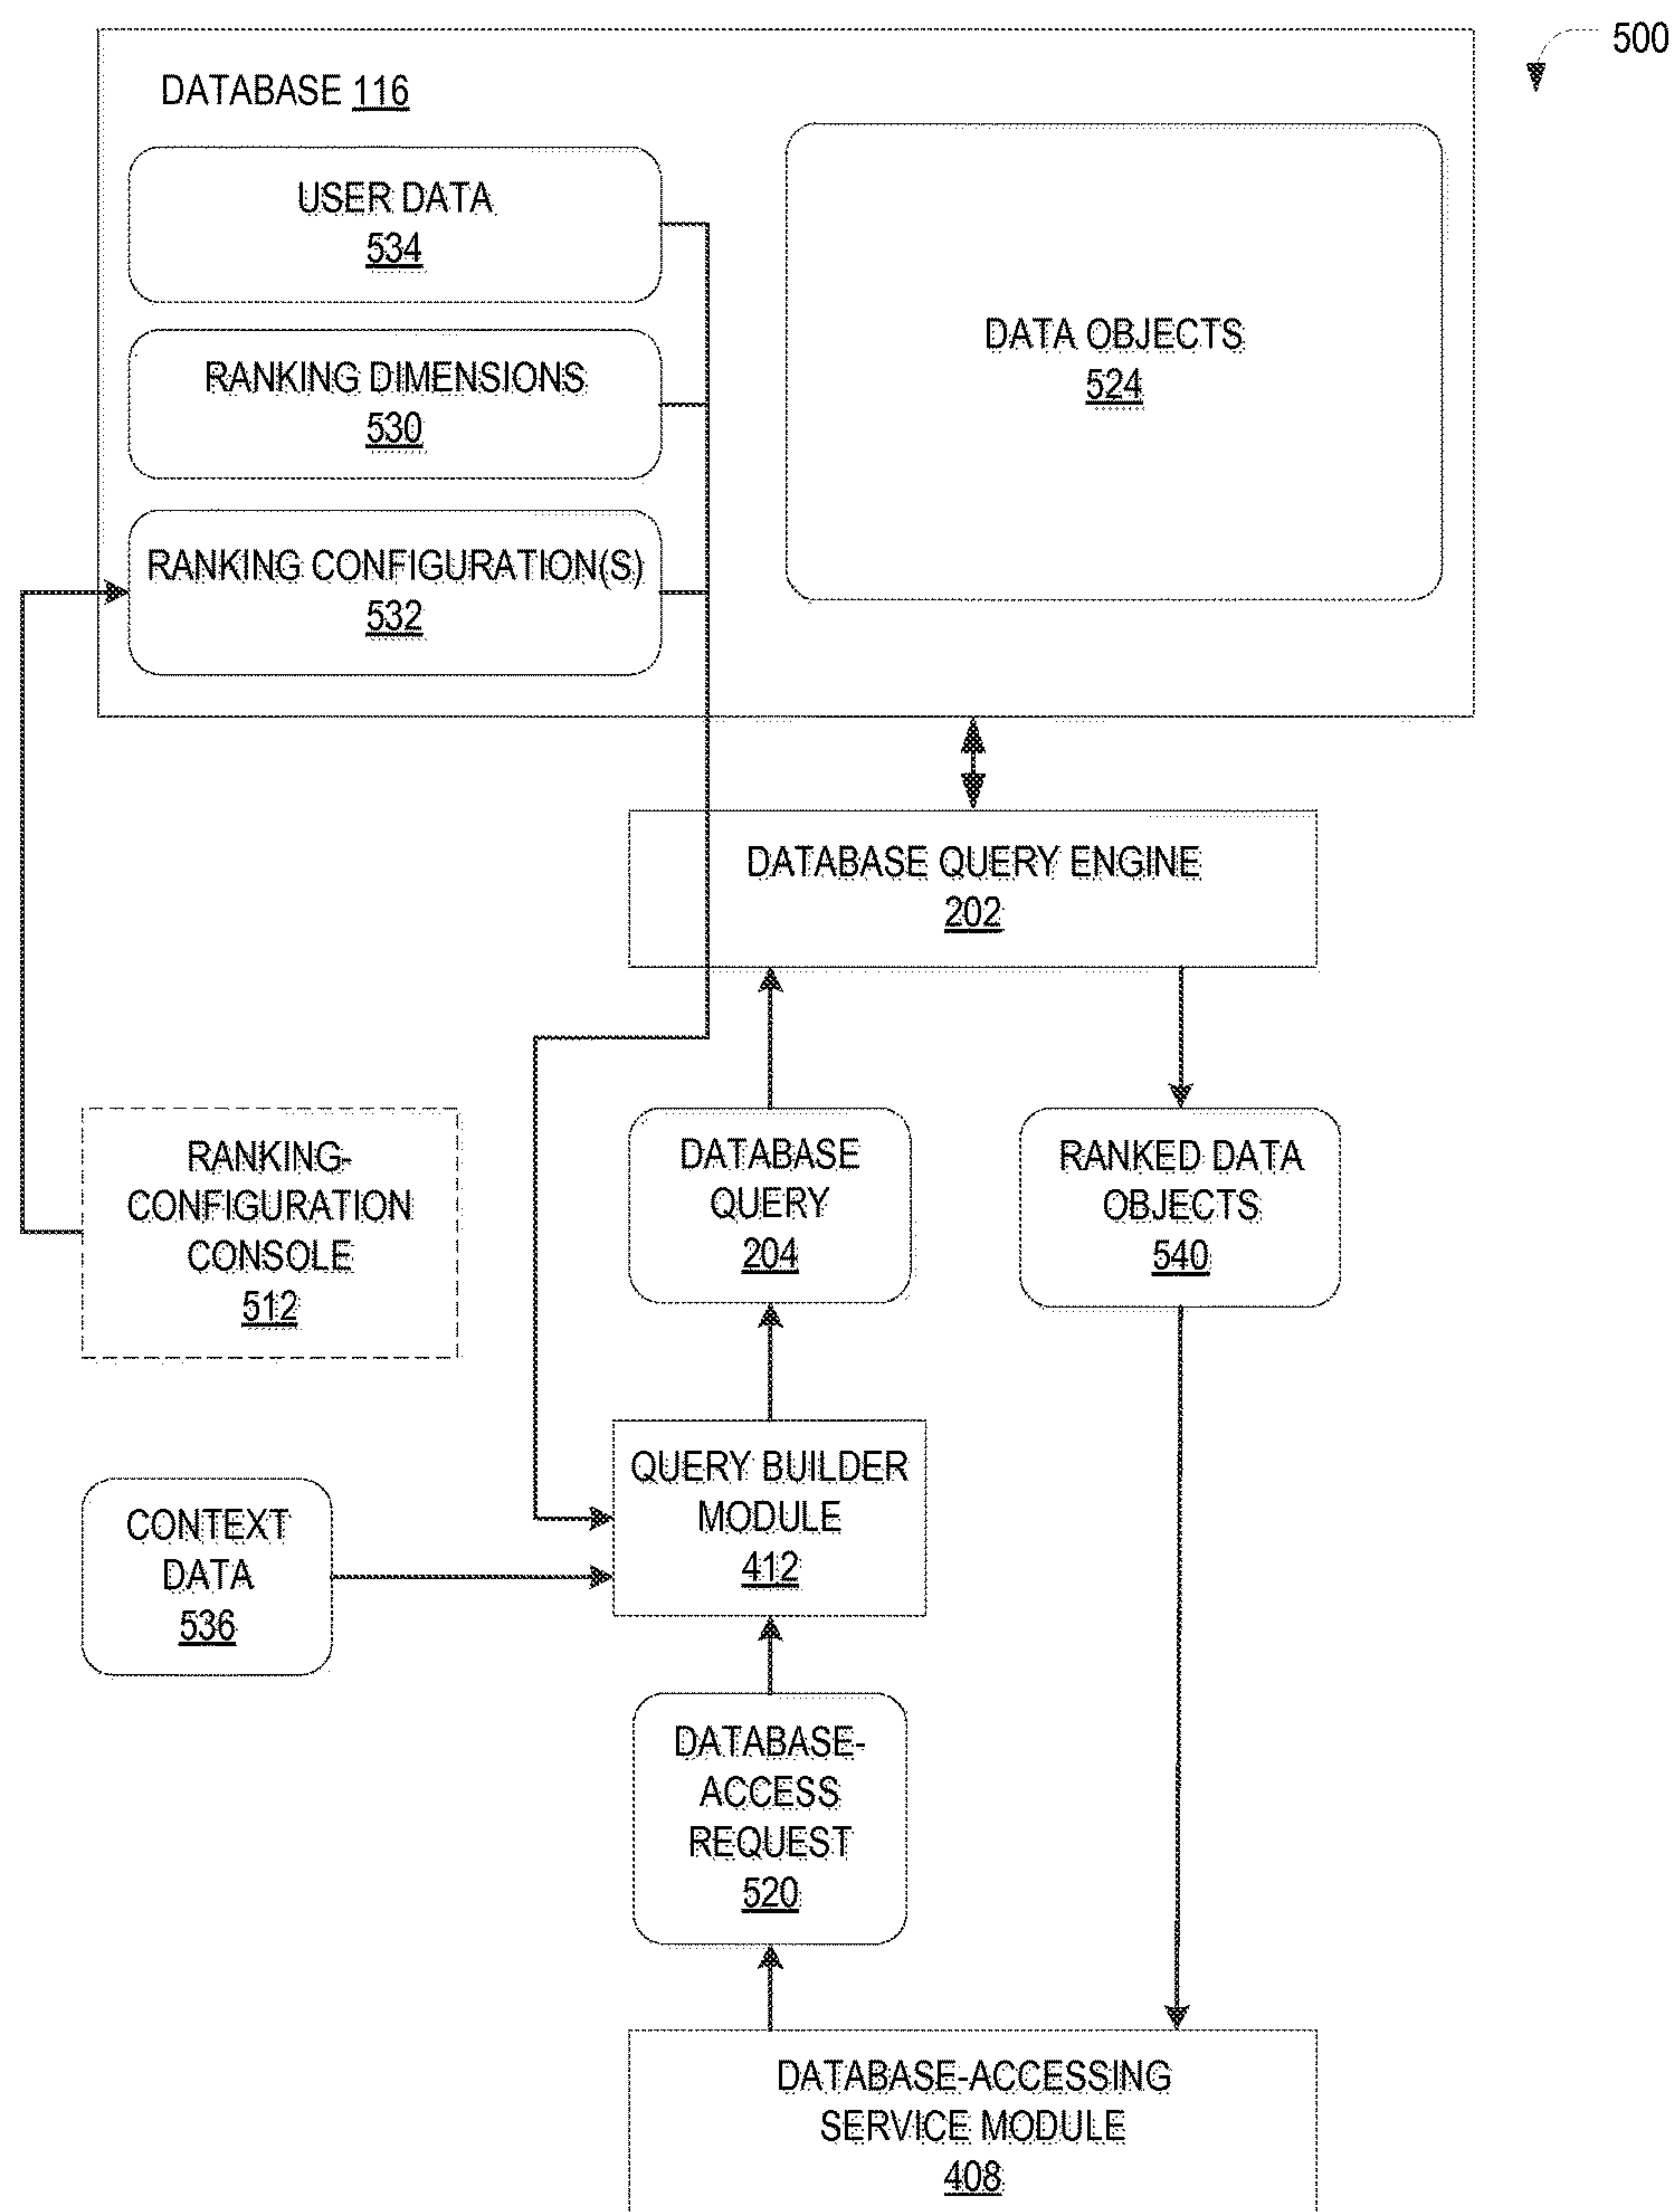 500
DATABASE 116
USER DATA
534
RANKING DIMENSIONS
530
RANKING CONFIGURATION(S)
532
DATA OBJECTS
524
DATABASE QUERY ENGINE
202
RANKING-
CONFIGURATION
CONSOLE
512
DATABASE
QUERY
204
RANKED DATA
OBJECTS
540
QUERY BUILDER
MODULE
412
CONTEXT
DATA
536
DATABASE-
ACCESS
REQUEST
520
DATABASE-ACCESSING
SERVICE MODULE
408